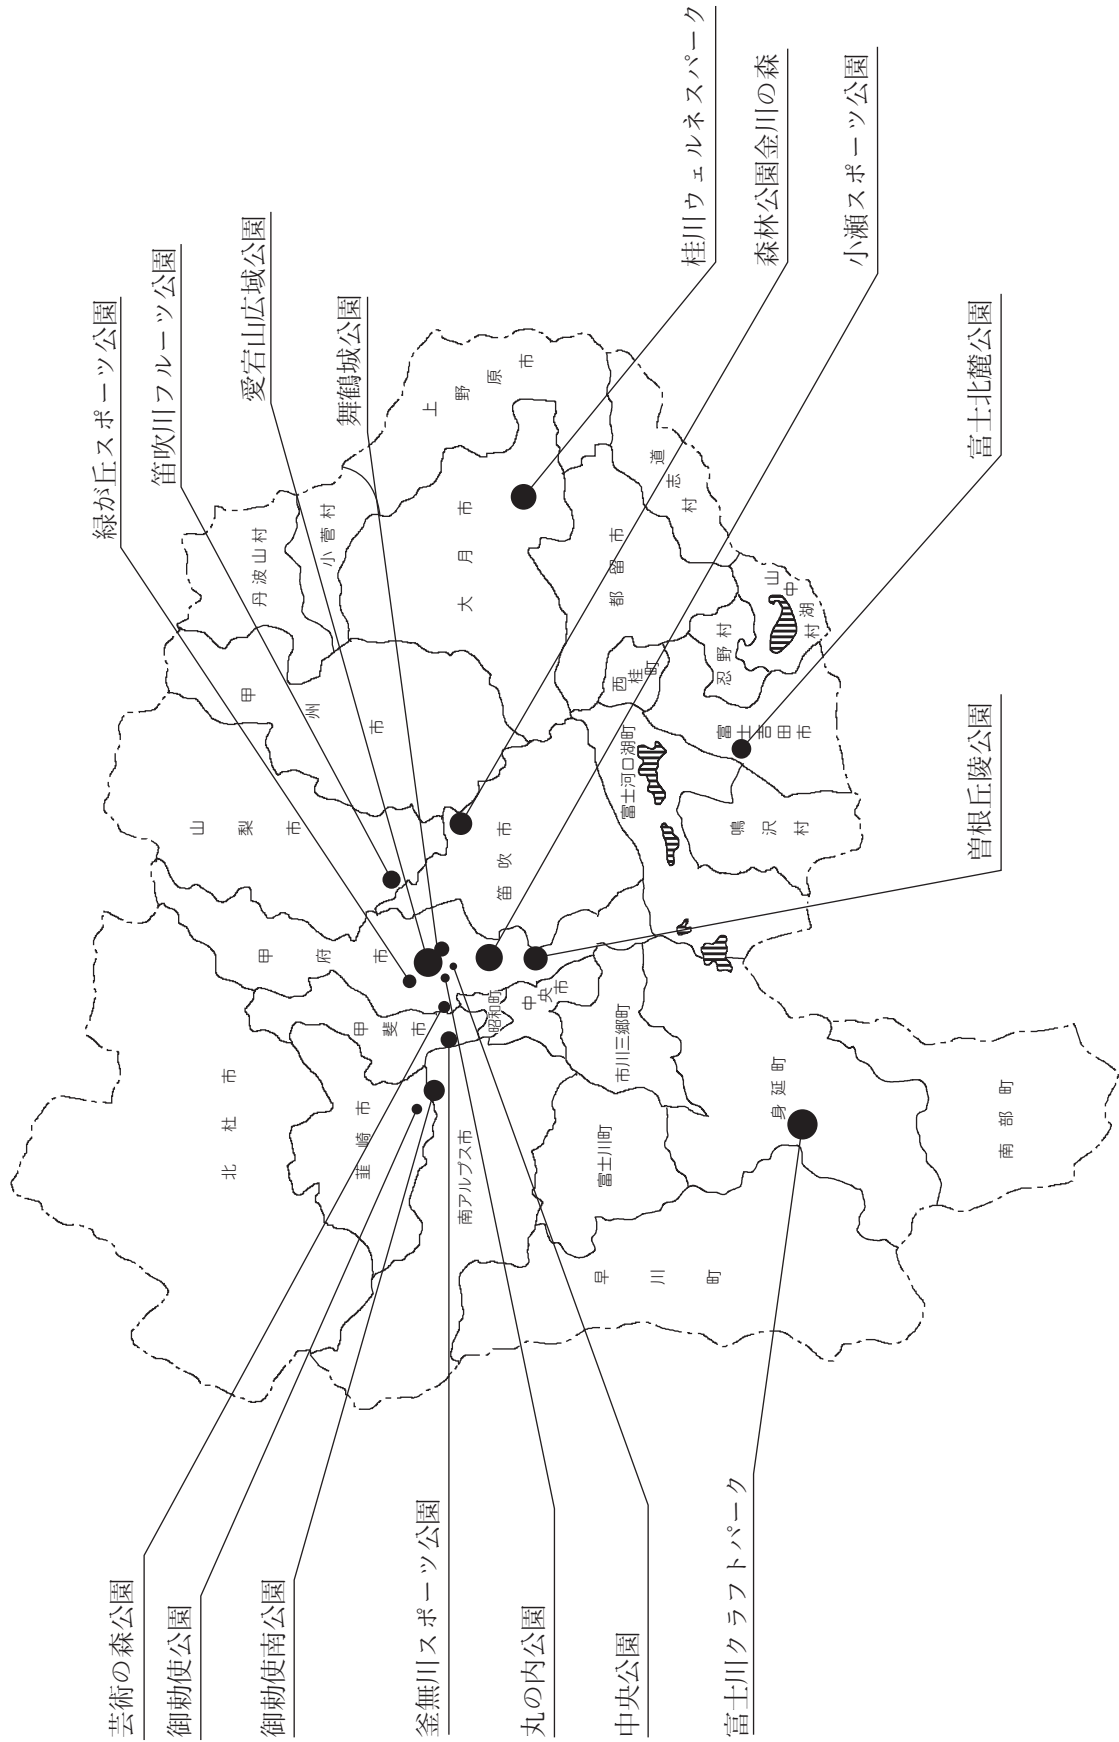 緑が丘スポーツ公園
笛吹川フルーツ公園
愛宕山広域公園
舞鶴城公園
桂川ウェルネスパーク
森林公園金川の森
小瀬スポーツ公園
富士北麓公園
曽根丘陵公園
芸術の森公園
御勅使公園
御勅使南公園
釜無川スポーツ公園
丸の内公園
中央公園
富士川クラフトパーク
丹波山村
小菅村
上野原市
大月市
道志村
都留市
甲州市
山梨市
西桂町
忍野村
山中湖村
富士吉田市
富士河口湖町
鳴沢村
笛吹市
甲府市
甲斐市
昭和町
中央市
市川三郷町
北杜市
韮崎市
南アルプス市
富士川町
身延町
早川町
南部町